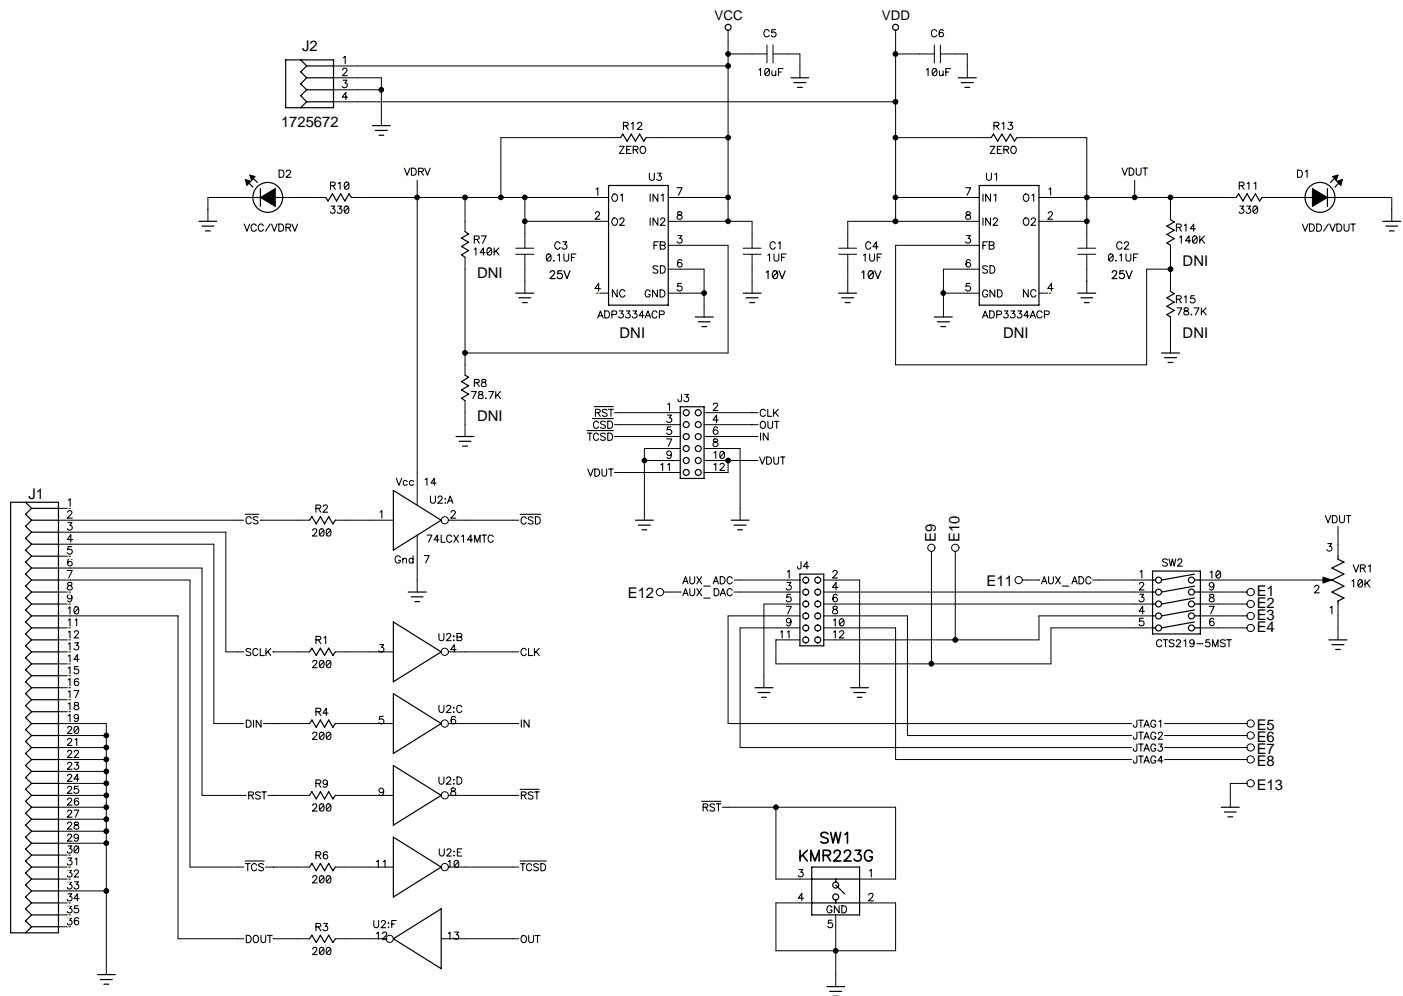 VCC
VDD
J2
1
2
3
4
1725672
C5
10uF
C6
10uF
R12
ZERO
R13
ZERO
D2
VCC/VDRV
R10
330
VDRV
R7
140K
DNI
C3
0.1UF
25V
U3
1 O1 IN1 7
2 O2 IN2 8
FB 3
SD 6
4 NC GND 5
ADP3334ACP
DNI
C1
1UF
10V
R8
78.7K
DNI
C4
1UF
10V
U1
7 IN1 O1 1
8 IN2 O2 2
3 FB
6 SD
5 GND NC 4
ADP3334ACP
DNI
C2
0.1UF
25V
VDUT
R14
140K
DNI
R15
78.7K
DNI
R11
330
D1
VDD/VDUT
J3
R̅S̅T̅ 1 2 CLK
C̅S̅D̅ 3 4 OUT
T̅C̅S̅D̅ 5 6 IN
7 8
9 10 VDUT
VDUT 11 12
J1
1
2
3
4
5
6
7
8
9
10
11
12
13
14
15
16
17
18
19
20
21
22
23
24
25
26
27
28
29
30
31
32
33
34
35
36
C̅S̅
R2
200
1
Vcc 14
U2:A
2
74LCX14MTC
Gnd 7
C̅S̅D̅
SCLK
R1
200
3
U2:B
4
CLK
DIN
R4
200
5
U2:C
6
IN
RST
R9
200
9
U2:D
8
R̅S̅T̅
T̅C̅S̅
R6
200
11
U2:E
10
T̅C̅S̅D̅
DOUT
R3
200
U2:F
12
13
OUT
E9
E10
J4
AUX_ADC 1 2
E12 AUX_DAC 3 4
5 6
7 8
9 10
11 12
E11 AUX_ADC
SW2
1 10
2 9 E1
3 8 E2
4 7 E3
5 6 E4
CTS219-5MST
VDUT
3
VR1
10K
2
1
JTAG1 E5
JTAG2 E6
JTAG3 E7
JTAG4 E8
E13
R̅S̅T̅
SW1
KMR223G
3 1
4 2
GND
5